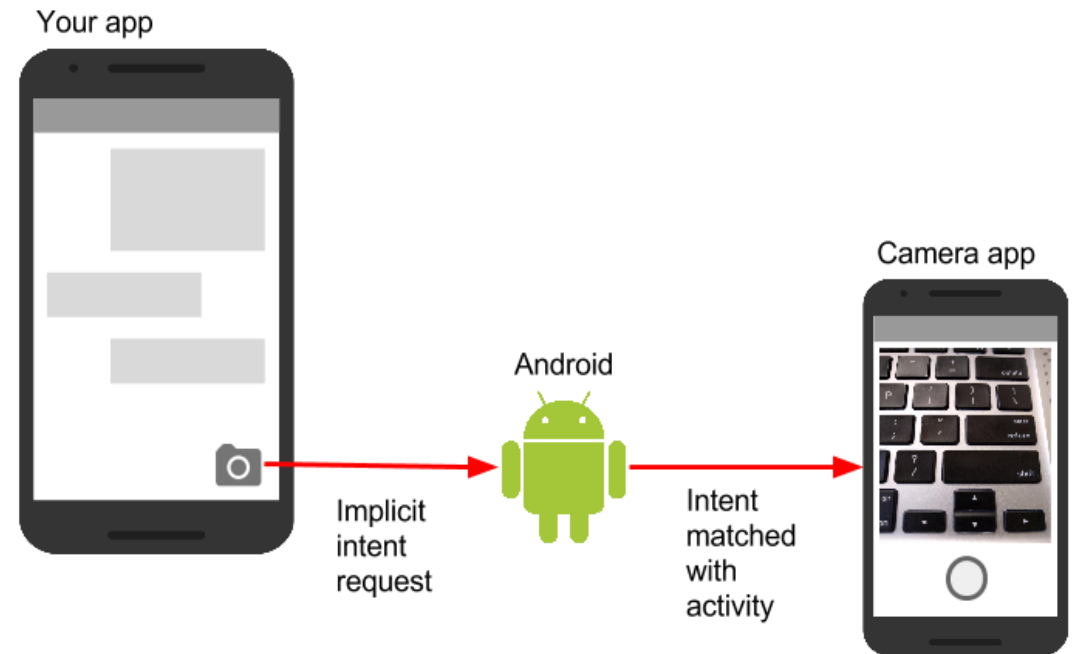 Your app
Camera app
Android
Implicit
intent
request
Intent
matched
with
activity